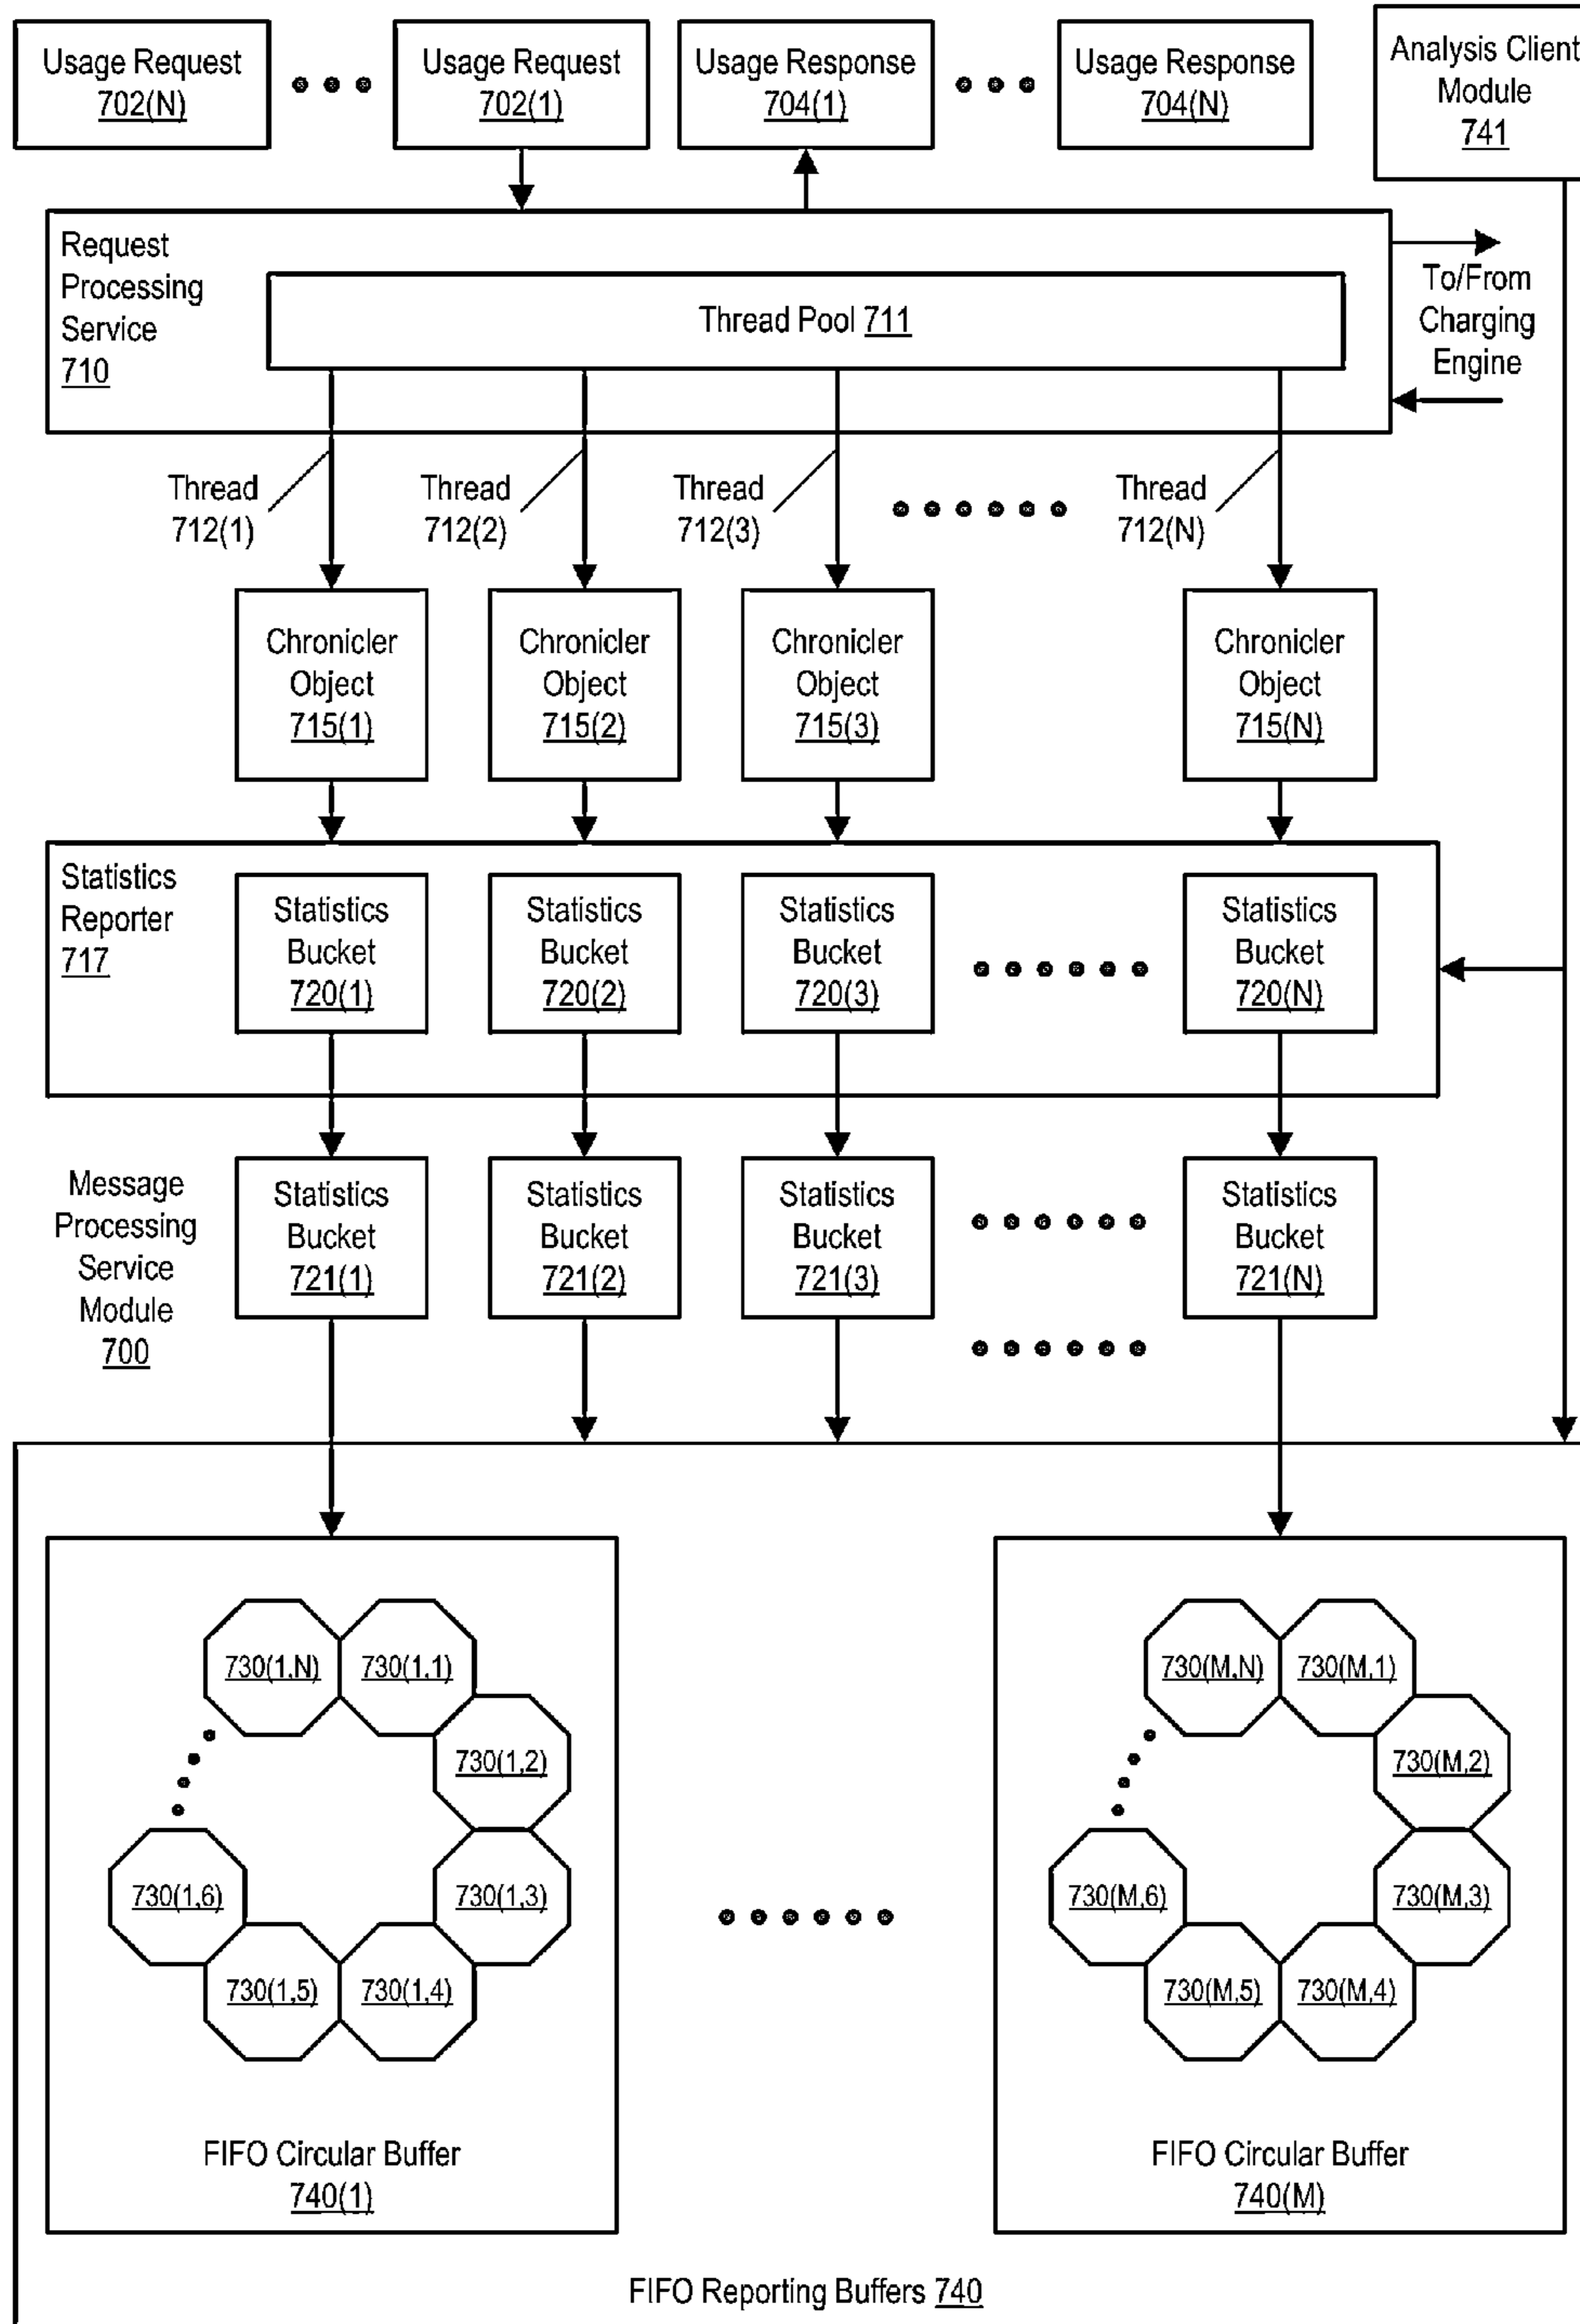 Usage Request
702(N)
Usage Request
702(1)
Usage Response
704(1)
Usage Response
704(N)
Analysis Client
Module
741
Request
Processing
Service
710
Thread Pool 711
To/From
Charging
Engine
Thread
712(1)
Thread
712(2)
Thread
712(3)
Thread
712(N)
Chronicler
Object
715(1)
Chronicler
Object
715(2)
Chronicler
Object
715(3)
Chronicler
Object
715(N)
Statistics
Reporter
717
Statistics
Bucket
720(1)
Statistics
Bucket
720(2)
Statistics
Bucket
720(3)
Statistics
Bucket
720(N)
Message
Processing
Service
Module
700
Statistics
Bucket
721(1)
Statistics
Bucket
721(2)
Statistics
Bucket
721(3)
Statistics
Bucket
721(N)
730(1,N)
730(1,1)
730(1,2)
730(1,3)
730(1,4)
730(1,5)
730(1,6)
FIFO Circular Buffer
740(1)
730(M,N)
730(M,1)
730(M,2)
730(M,3)
730(M,4)
730(M,5)
730(M,6)
FIFO Circular Buffer
740(M)
FIFO Reporting Buffers 740